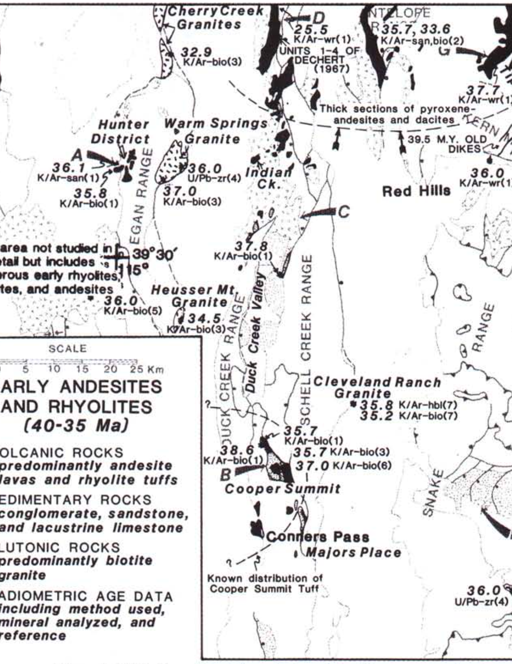 Cherry Creek
Granites
32.9
K/Ar-bio(3)
D
25.5
K/Ar-wr(1)
UNITS 1-4 OF
DECHERT
(1967)
NTELOPE
35.7, 33.6
K/Ar-san,bio(2)
G
37.7
K/Ar-wr(1)
Thick sections of pyroxene-
andesites and dacites
39.5 M.Y. OLD
DIKES
36.0
K/Ar-wr(1
Hunter
District
Warm Springs
Granite
A
36.1
K/Ar-san(1)
35.8
K/Ar-bio(1)
36.0
U/Pb-zr(4)
37.0
K/Ar-bio(3)
EGAN RANGE
Indian
Ck.
Red Hills
C
area not studied in
tail but includes
erous early rhyolites,
tes, and andesites
39°30'
115°
37.8
K/Ar-bio(1)
36.0
K/Ar-bio(5)
Heusser Mt.
Granite
34.5
K/Ar-bio(3)
Duck Creek Valley
DUCK CREEK RANGE
SCHELL CREEK RANGE
RANGE
SNAKE
SCALE
0 5 10 15 20 25 Km
ARLY ANDESITES
AND RHYOLITES
(40-35 Ma)
OLCANIC ROCKS
predominantly andesite
lavas and rhyolite tuffs
EDIMENTARY ROCKS
conglomerate, sandstone,
and lacustrine limestone
LUTONIC ROCKS
predominantly biotite
granite
ADIOMETRIC AGE DATA
including method used,
mineral analyzed, and
reference
Cleveland Ranch
Granite
35.8 K/Ar-hbl(7)
35.2 K/Ar-bio(7)
?
35.7
K/Ar-bio(1)
38.6
K/Ar-bio(1)
35.7 K/Ar-bio(3)
37.0 K/Ar-bio(6)
B
Cooper Summit
Conners Pass
Majors Place
?
Known distribution of
Cooper Summit Tuff
36.0
U/Pb-zr(4)